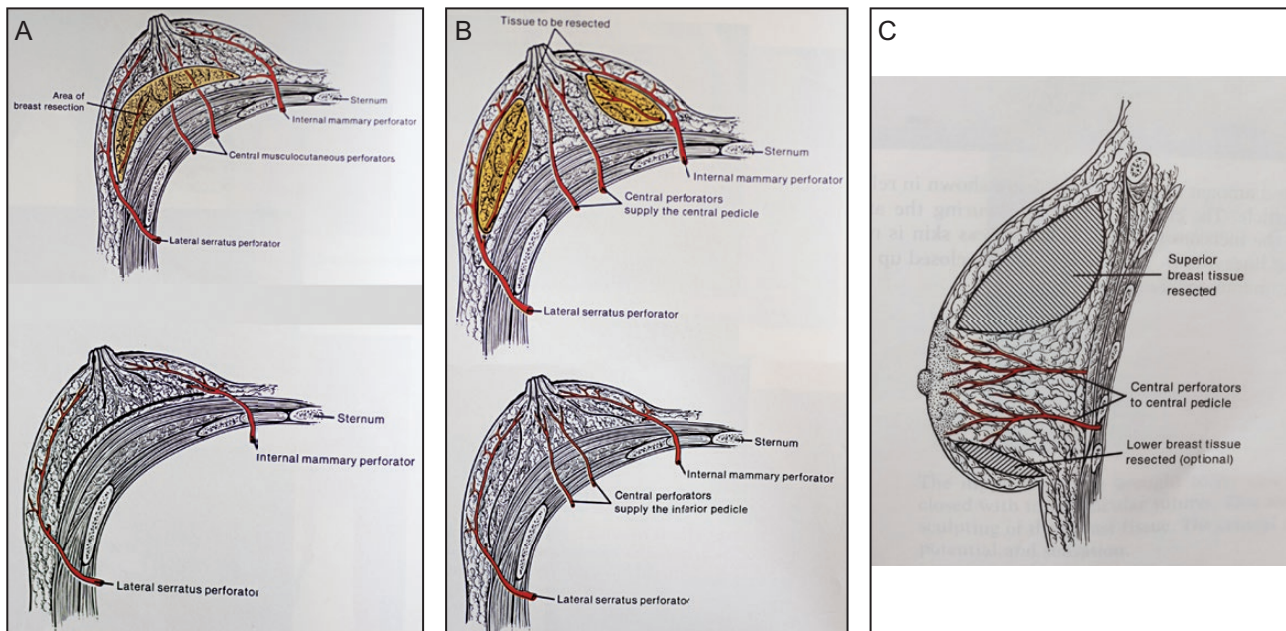 A
Area of
breast resection
Sternum
Internal mammary perforator
Central musculocutaneous perforators
Lateral serratus perforator
Sternum
Internal mammary perforator
Lateral serratus perforator
B
Tissue to be resected
Sternum
Internal mammary perforator
Central perforators
supply the central pedicle
Lateral serratus perforator
Sternum
Internal mammary perforator
Central perforators
supply the inferior pedicle
Lateral serratus perforator
C
Superior
breast tissue
resected
Central perforators
to central pedicle
Lower breast tissue
resected (optional)